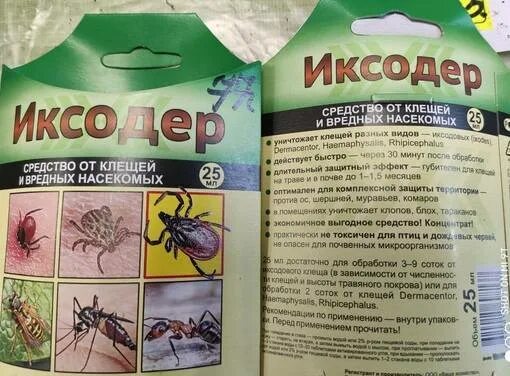 Иксодер
СРЕДСТВО ОТ КЛЕЩЕЙ
И ВРЕДНЫХ НАСЕКОМЫХ
25
мл
Иксодер
СРЕДСТВО ОТ КЛЕЩЕЙ
И ВРЕДНЫХ НАСЕКОМЫХ
25
мл
уничтожает клещей разных видов — иксодовых (Ixodes),
Dermacentor, Haemaphysalis, Rhipicephalus
действует быстро — через 30 минут после обработки
длительный защитный эффект — губителен для клещей
на траве и в почве до 1–1,5 месяцев
оптимален для комплексной защиты территории —
против ос, шершней, муравьев, комаров
в помещениях уничтожает клопов, блох, тараканов
экономичное выгодное средство! Концентрат!
практически не токсичен для птиц и дождевых червей,
не опасен для почвенных микроорганизмов
25 мл достаточно для обработки 3–9 соток от
иксодового клеща (в зависимости от численнос-
ти клещей и высоты травяного покрова) или для
обработки 2 соток от клещей Dermacentor,
Haemaphysalis, Rhipicephalus.
Рекомендации по применению — внутри упаков-
ки. Перед применением прочитать!
Объем 25 мл
SHOT ON MI